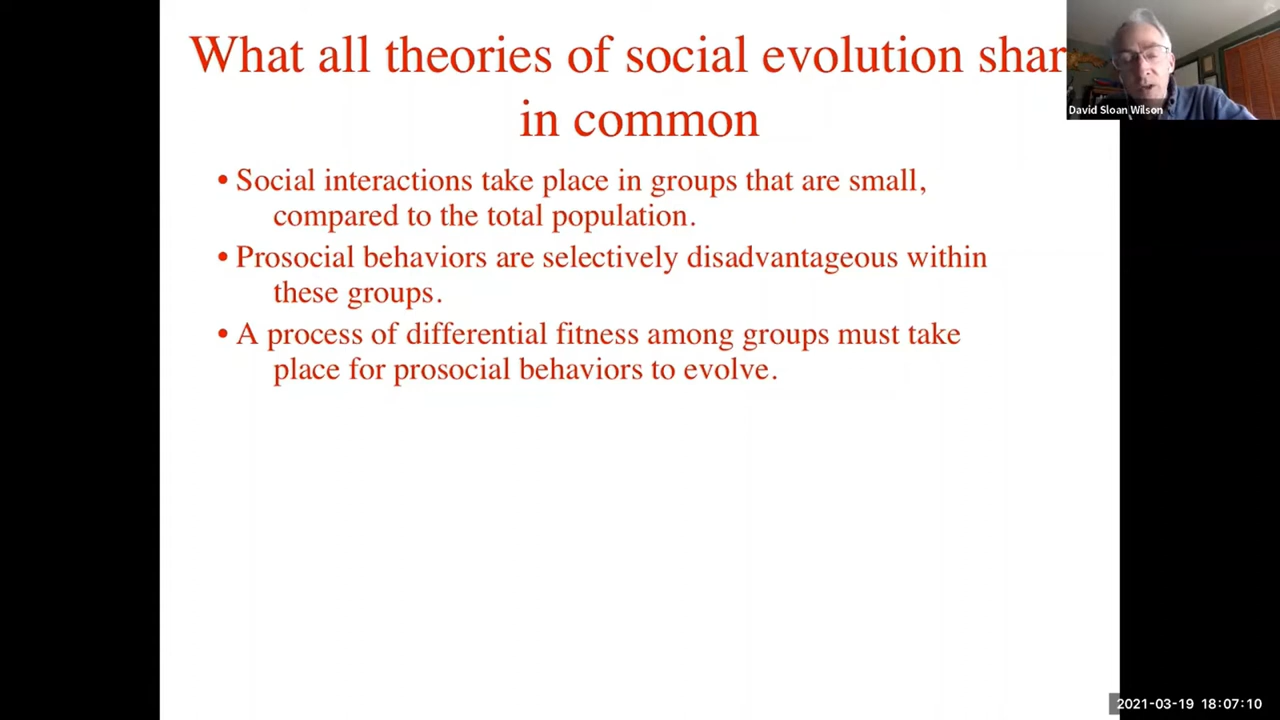 What all theories of social evolution shar
in common
• Social interactions take place in groups that are small,
compared to the total population.
• Prosocial behaviors are selectively disadvantageous within
these groups.
• A process of differential fitness among groups must take
place for prosocial behaviors to evolve.
David Sloan Wilson
2021-03-19 18:07:10